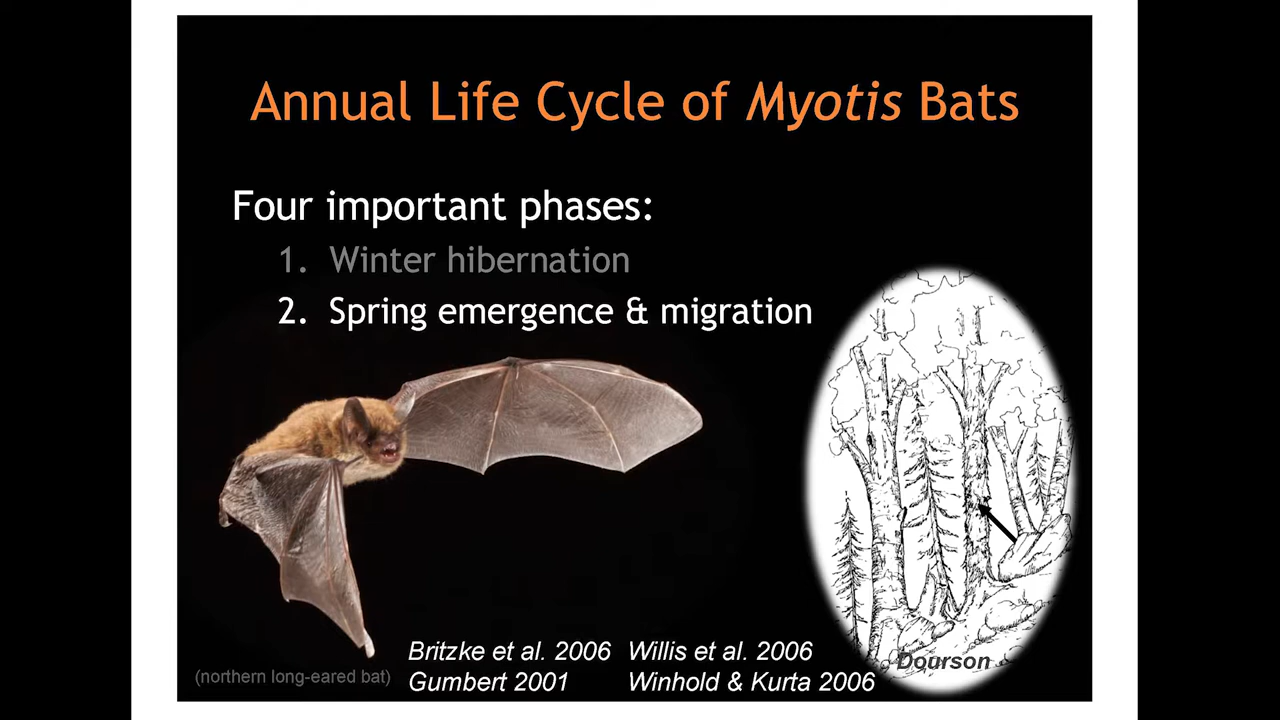 Annual Life Cycle of Myotis Bats
Four important phases:
1. Winter hibernation
2. Spring emergence & migration
(northern long-eared bat)
Britzke et al. 2006 Willis et al. 2006
Gumbert 2001 Winhold & Kurta 2006
Dourson